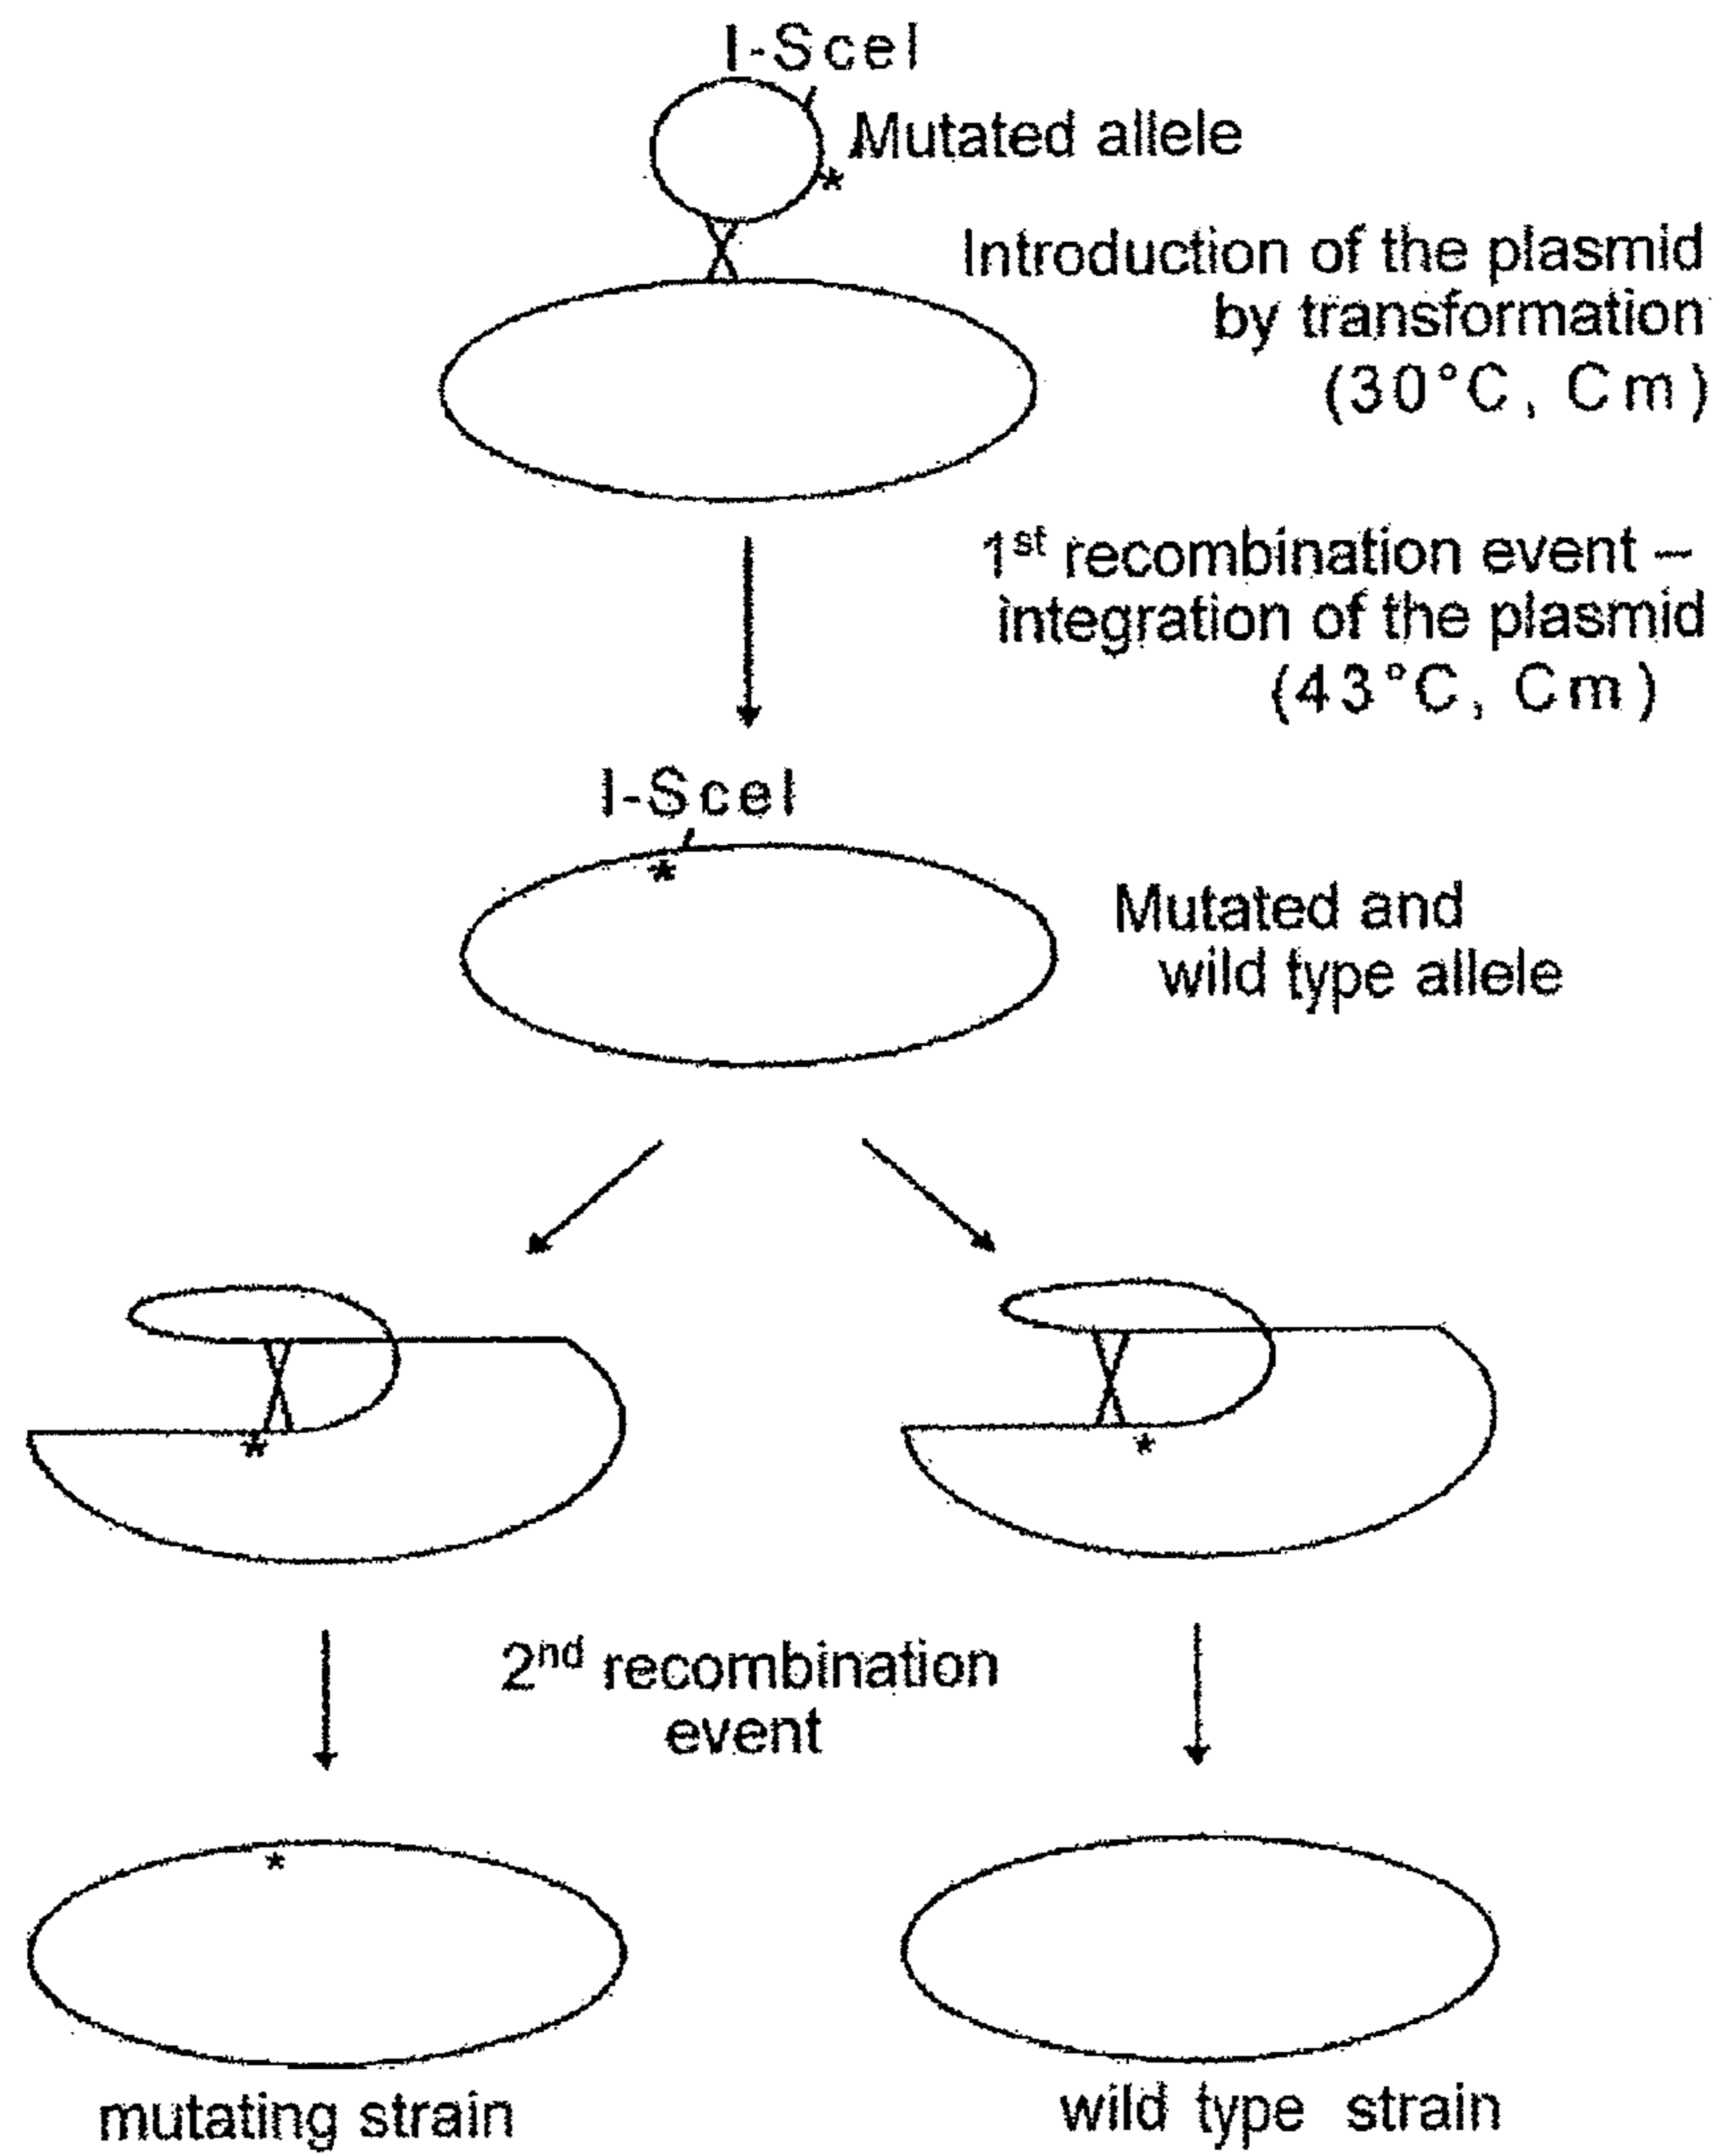 I-SceI
Mutated allele
*
Introduction of the plasmid
by transformation
(30°C, Cm)
1st recombination event –
integration of the plasmid
(43°C, Cm)
I-SceI
*
Mutated and
wild type allele
*
*
2nd recombination
event
*
mutating strain
wild type strain